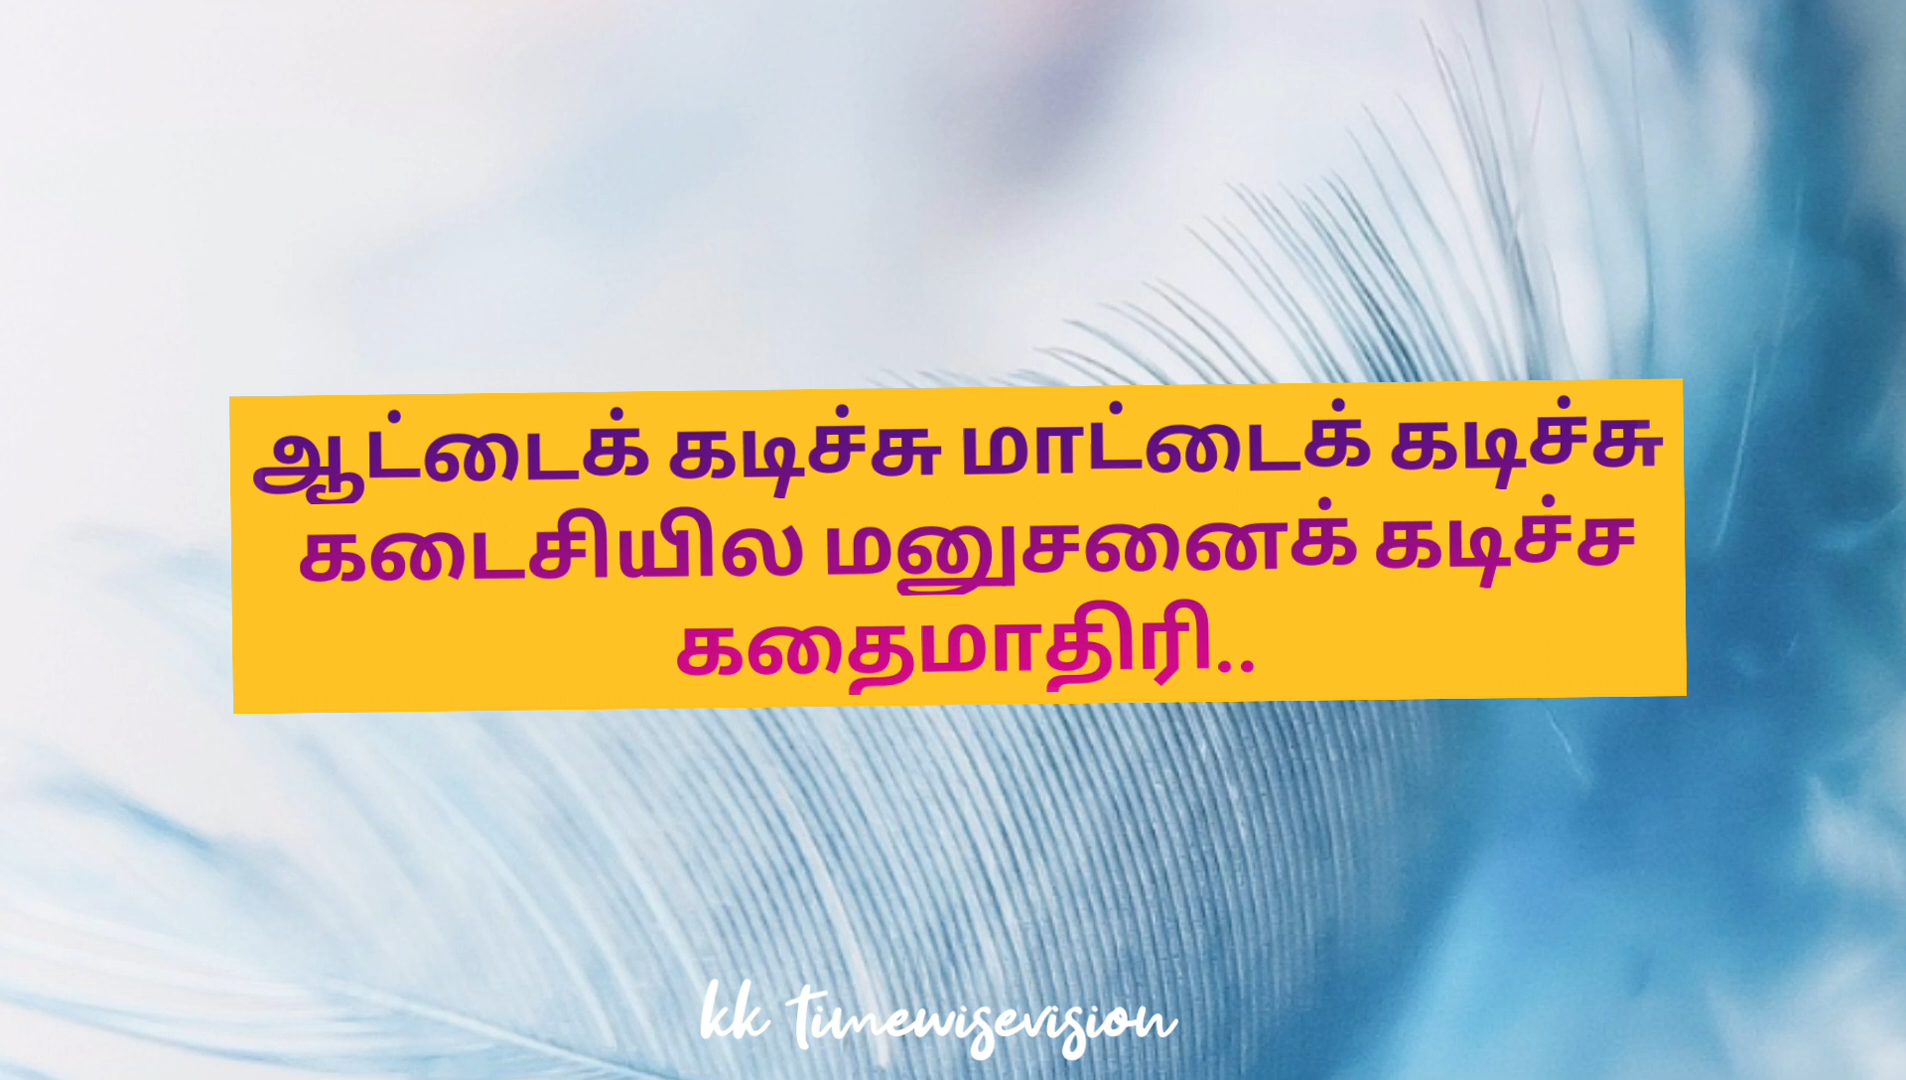 ஆட்டைக் கடிச்சு மாட்டைக் கடிச்சு
கடைசியில மனுசனைக் கடிச்ச
கதைமாதிரி..
kk timewisevision